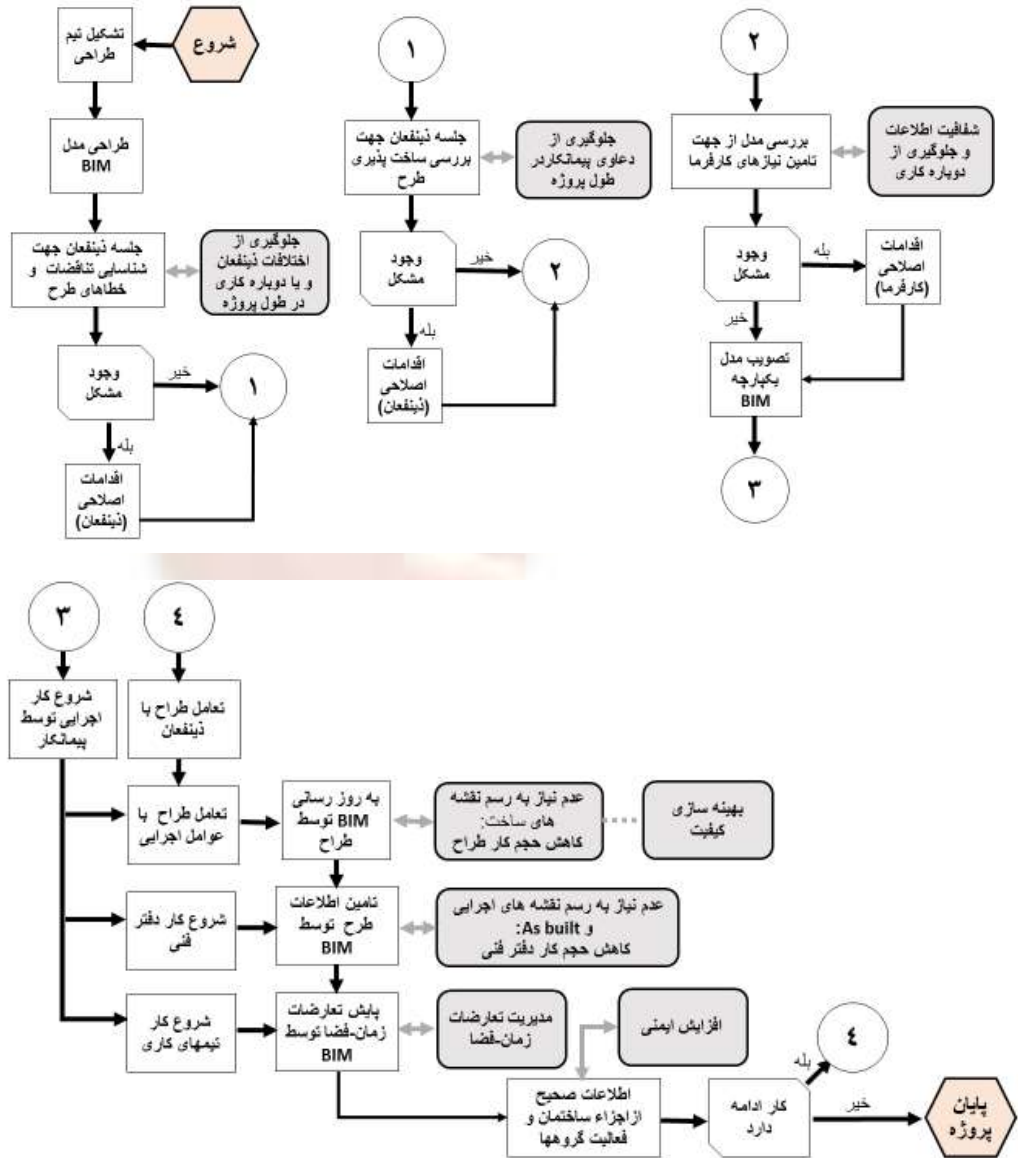 شروع
تشکیل تیم
طراحی
طراحی مدل
BIM
جلسه ذینفعان جهت
شناسایی تناقضات و
خطاهای طرح
جلوگیری از
اختلافات ذینفعان
و یا دوباره کاری
در طول پروژه
وجود
مشکل
خیر
۱
بله
اقدامات
اصلاحی
(ذینفعان)
۱
جلسه ذینفعان جهت
بررسی ساخت پذیری
طرح
جلوگیری از
دعاوی پیمانکاردر
طول پروژه
وجود
مشکل
خیر
۲
بله
اقدامات
اصلاحی
(ذینفعان)
۲
بررسی مدل از جهت
تامین نیازهای کارفرما
شفافیت اطلاعات
و جلوگیری از
دوباره کاری
وجود
مشکل
بله
اقدامات
اصلاحی
(کارفرما)
خیر
تصویب مدل
یکپارچه
BIM
۳
۳
شروع کار
اجرایی توسط
پیمانکار
٤
تعامل طراح با
ذینفعان
تعامل طراح با
عوامل اجرایی
به روز رسانی
BIM توسط
طراح
عدم نیاز به رسم نقشه
های ساخت:
کاهش حجم کار طراح
بهینه سازی
کیفیت
شروع کار دفتر
فنی
تامین اطلاعات
طرح توسط
BIM
عدم نیاز به رسم نقشه های اجرایی
و As built:
کاهش حجم کار دفتر فنی
شروع کار
تیمهای کاری
پایش تعارضات
زمان-فضا توسط
BIM
مدیریت تعارضات
زمان-فضا
افزایش ایمنی
اطلاعات صحیح
ازاجزاء ساختمان و
فعالیت گروهها
کار ادامه
دارد
بله
٤
خیر
پایان
پروژه